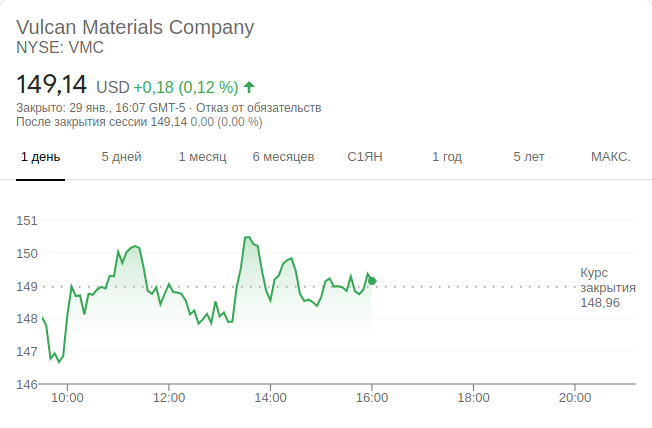 Vulcan Materials Company
NYSE: VMC
149,14 USD +0,18 (0,12 %)
Закрыто: 29 янв., 16:07 GMT-5 · Отказ от обязательств
После закрытия сессии 149,14 0,00 (0,00 %)
1 день 5 дней 1 месяц 6 месяцев С1ЯН 1 год 5 лет МАКС.
151
150
149
148
147
146
Курс
закрытия
148,96
10:00 12:00 14:00 16:00 18:00 20:00